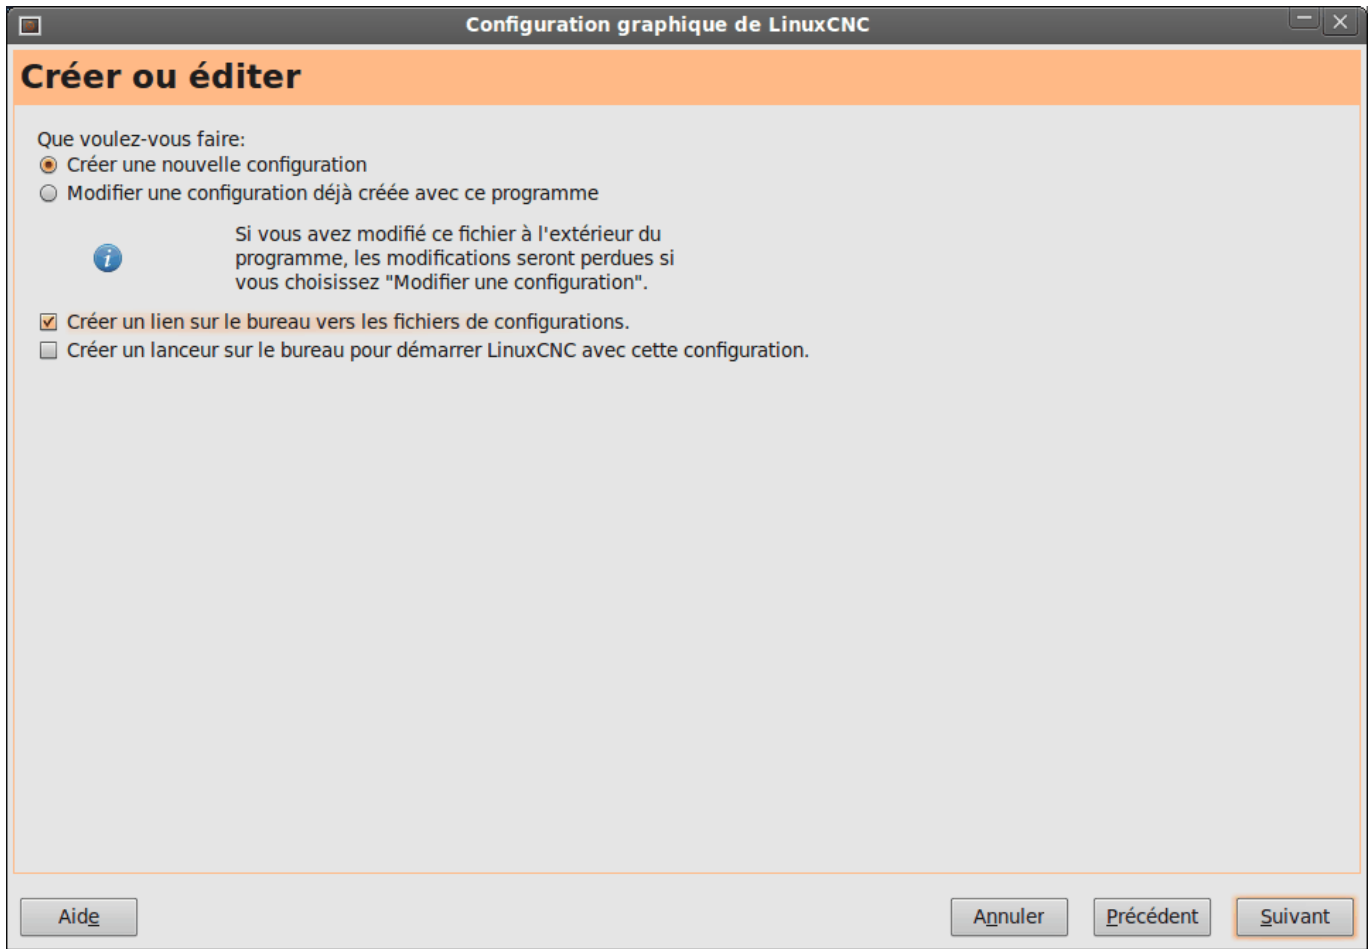 Configuration graphique de LinuxCNC
Créer ou éditer
Que voulez-vous faire:
Créer une nouvelle configuration
Modifier une configuration déjà créée avec ce programme
Si vous avez modifié ce fichier à l'extérieur du
programme, les modifications seront perdues si
vous choisissez "Modifier une configuration".
Créer un lien sur le bureau vers les fichiers de configurations.
Créer un lanceur sur le bureau pour démarrer LinuxCNC avec cette configuration.
Aide
Annuler
Précédent
Suivant